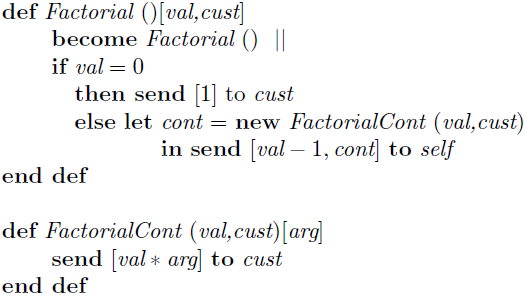 def Factorial ()[val,cust]
become Factorial () ||
if val = 0
then send [1] to cust
else let cont = new FactorialCont (val,cust)
in send [val − 1, cont] to self
end def
def FactorialCont (val,cust)[arg]
send [val ∗ arg] to cust
end def